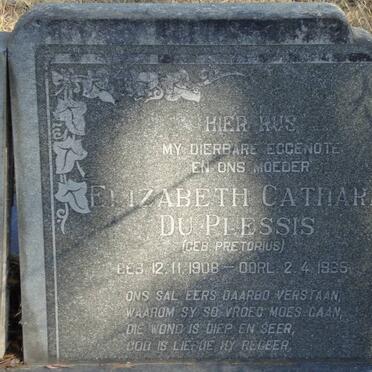 HIER RUS
MY DIERBARE EGGENOTE
EN ONS MOEDER
ELIZABETH CATHAR
DU PLESSIS
(GEB. PRETORIUS)
GEB. 12.11.1908 — OORL. 2.4.1935
ONS SAL EERS DAARBO VERSTAAN,
WAAROM SY SO VROEG MOES GAAN,
DIE WOND IS DIEP EN SEER,
GOD IS LIEFDE HY REGEER,